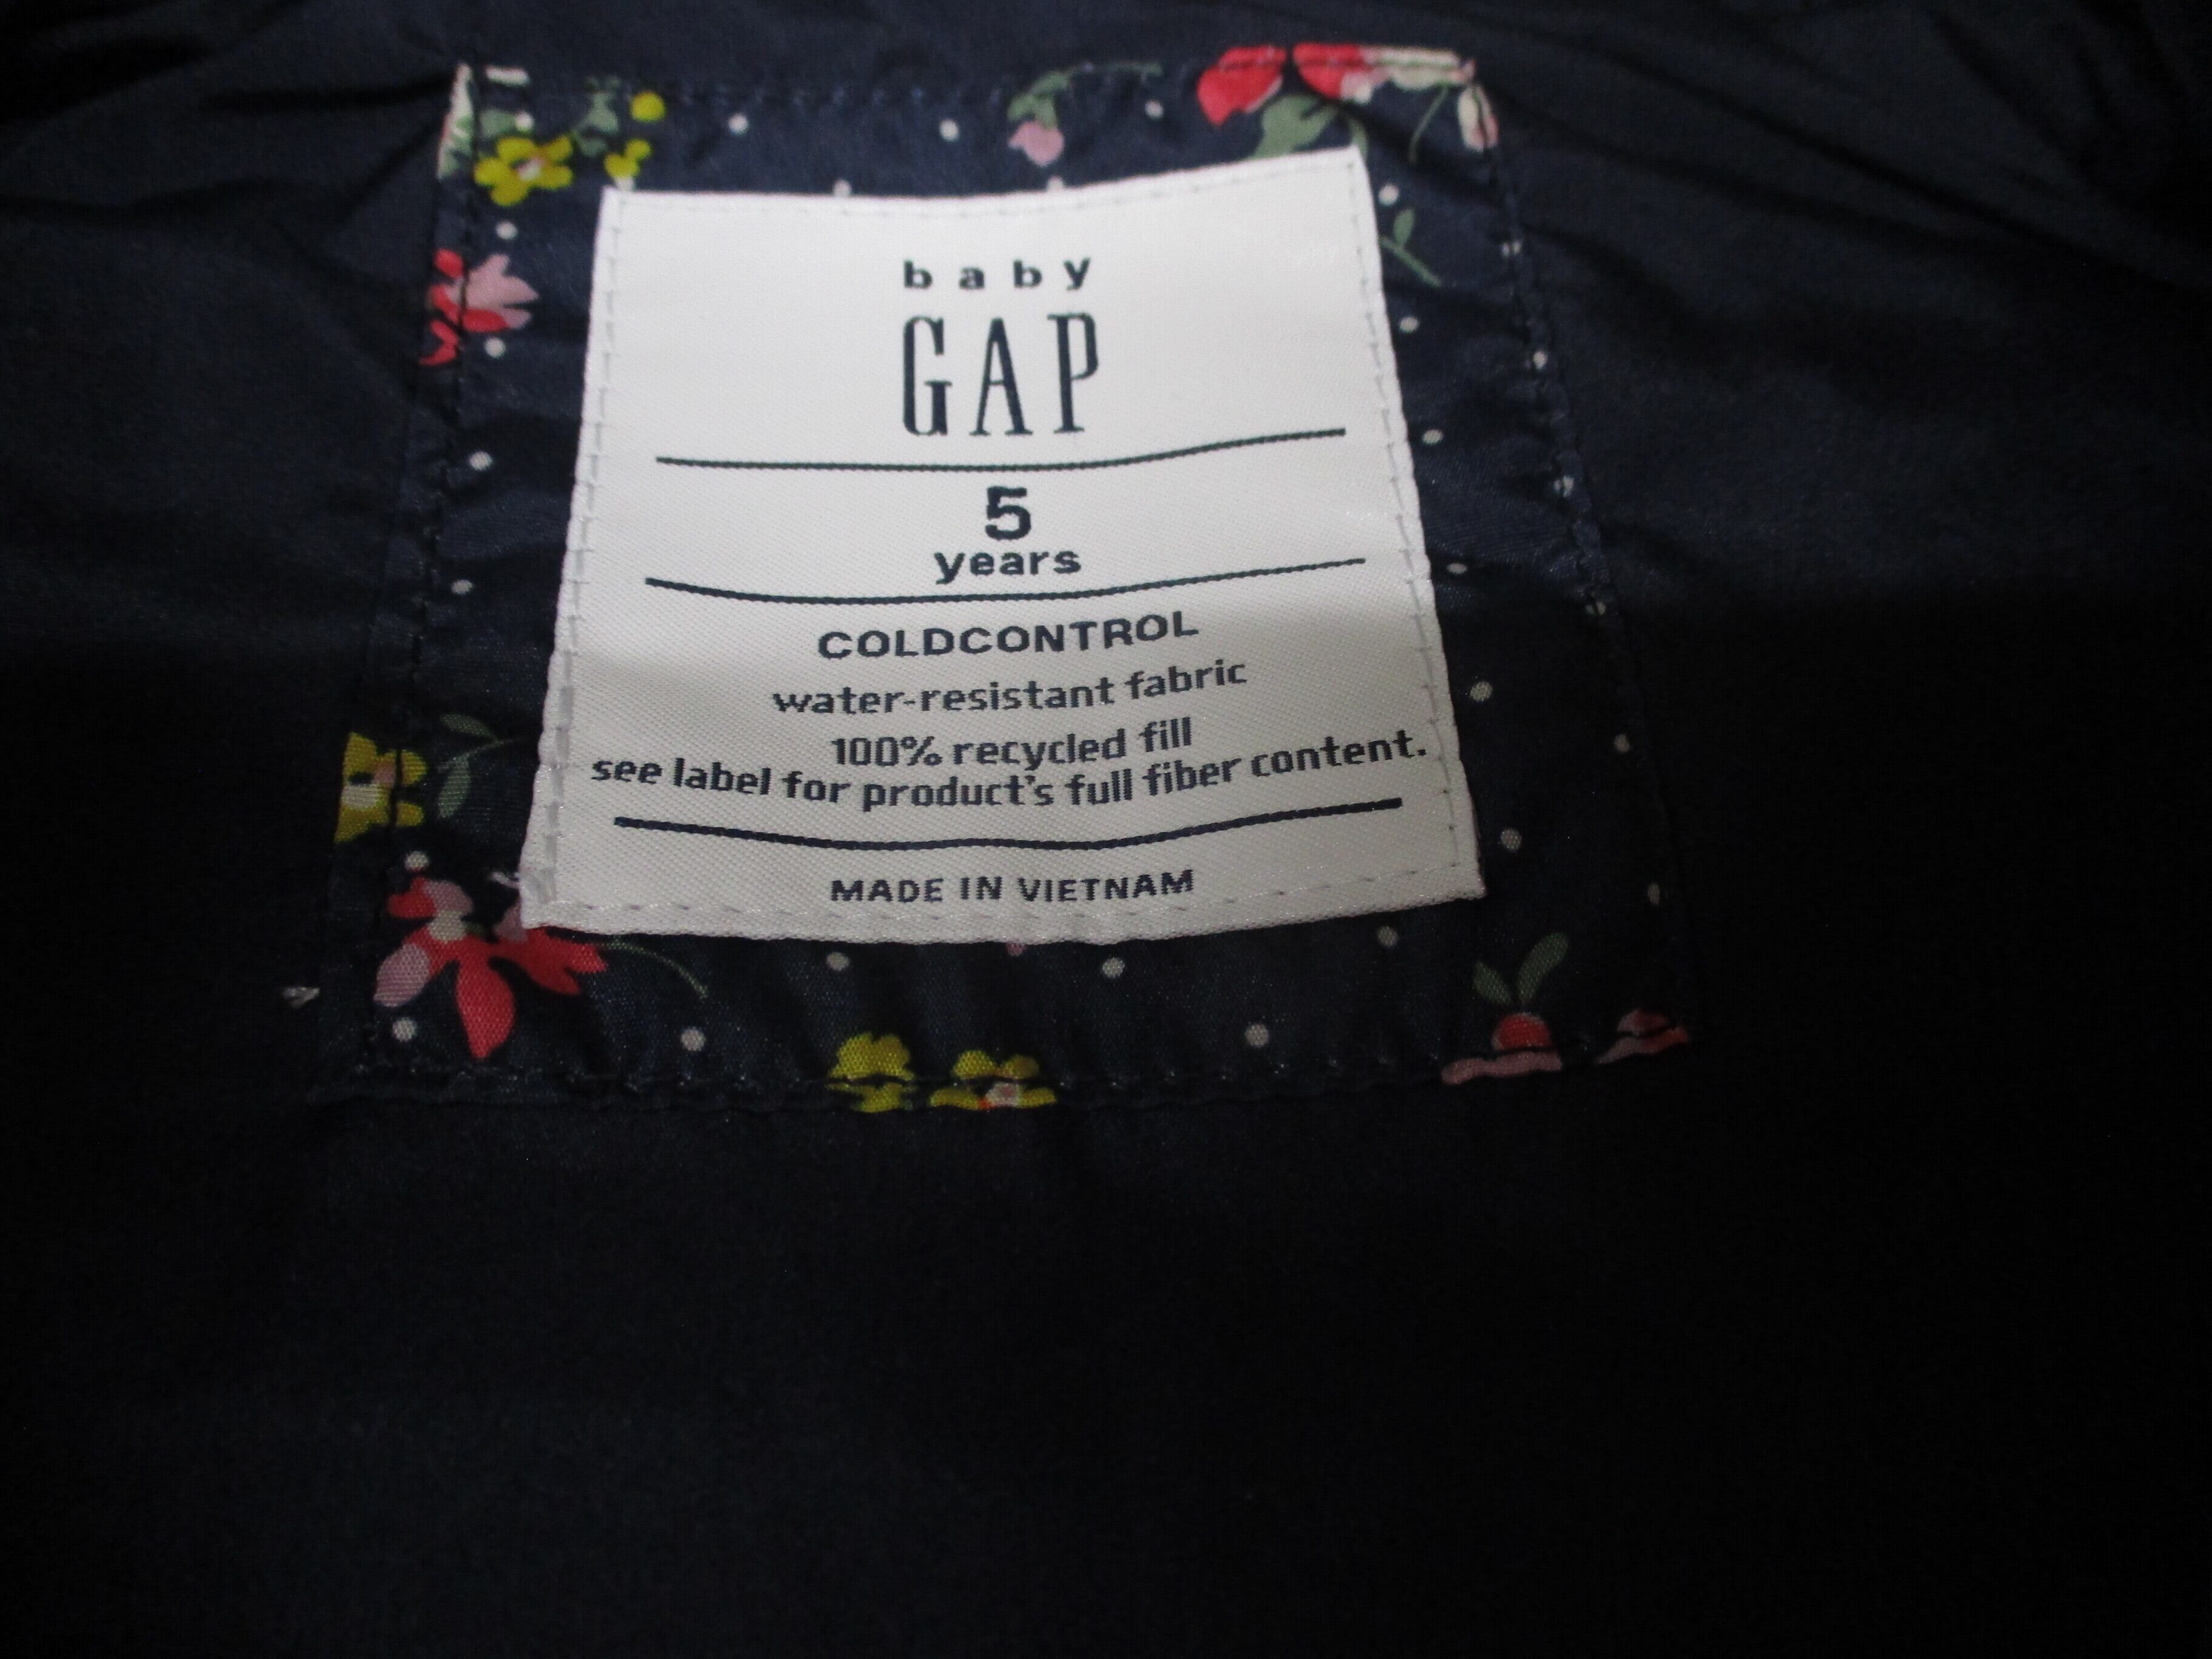 baby
GAP
5
years
COLDCONTROL
water-resistant fabric
100% recycled fill
see label for product's full fiber content.
MADE IN VIETNAM